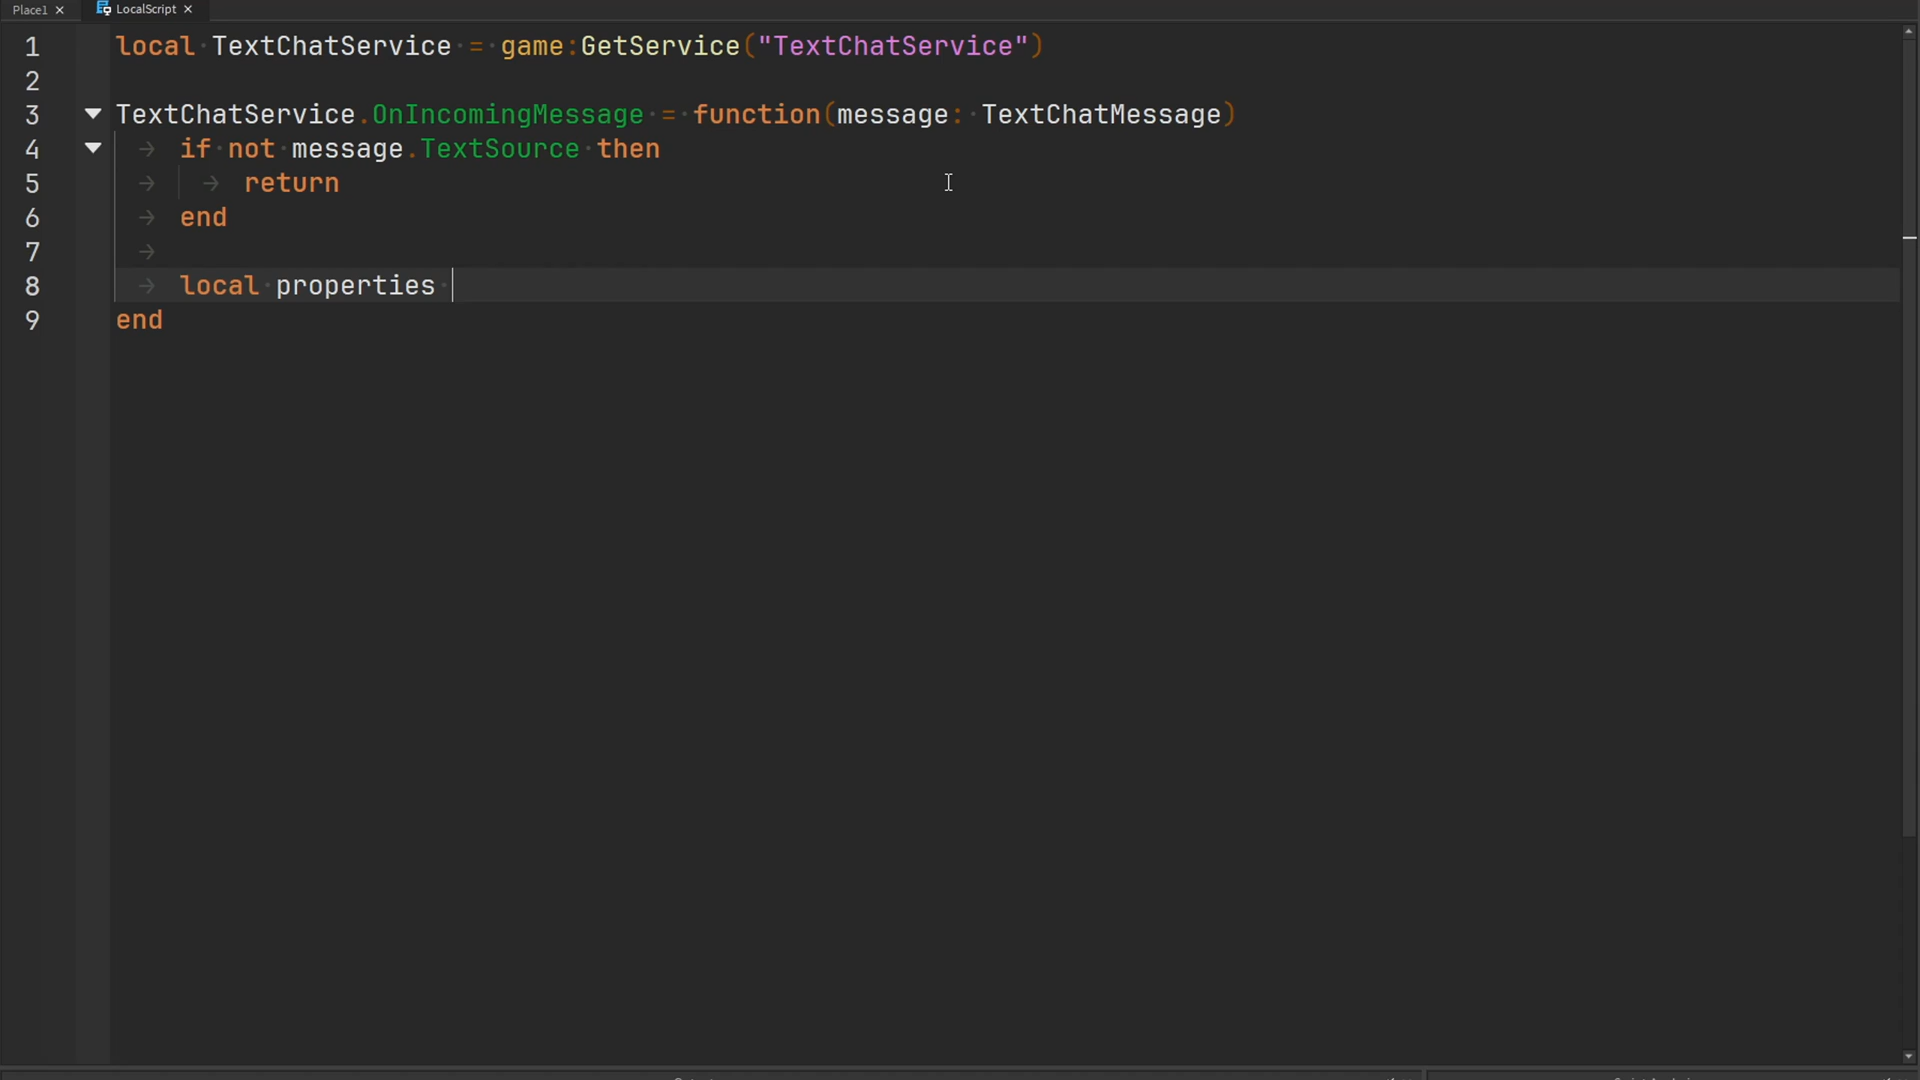 Place1 ×
LocalScript ×
1 local TextChatService = game:GetService("TextChatService")
2
3 TextChatService.OnIncomingMessage = function(message: TextChatMessage)
4 if not message.TextSource then
5 return
6 end
7
8 local properties
9 end